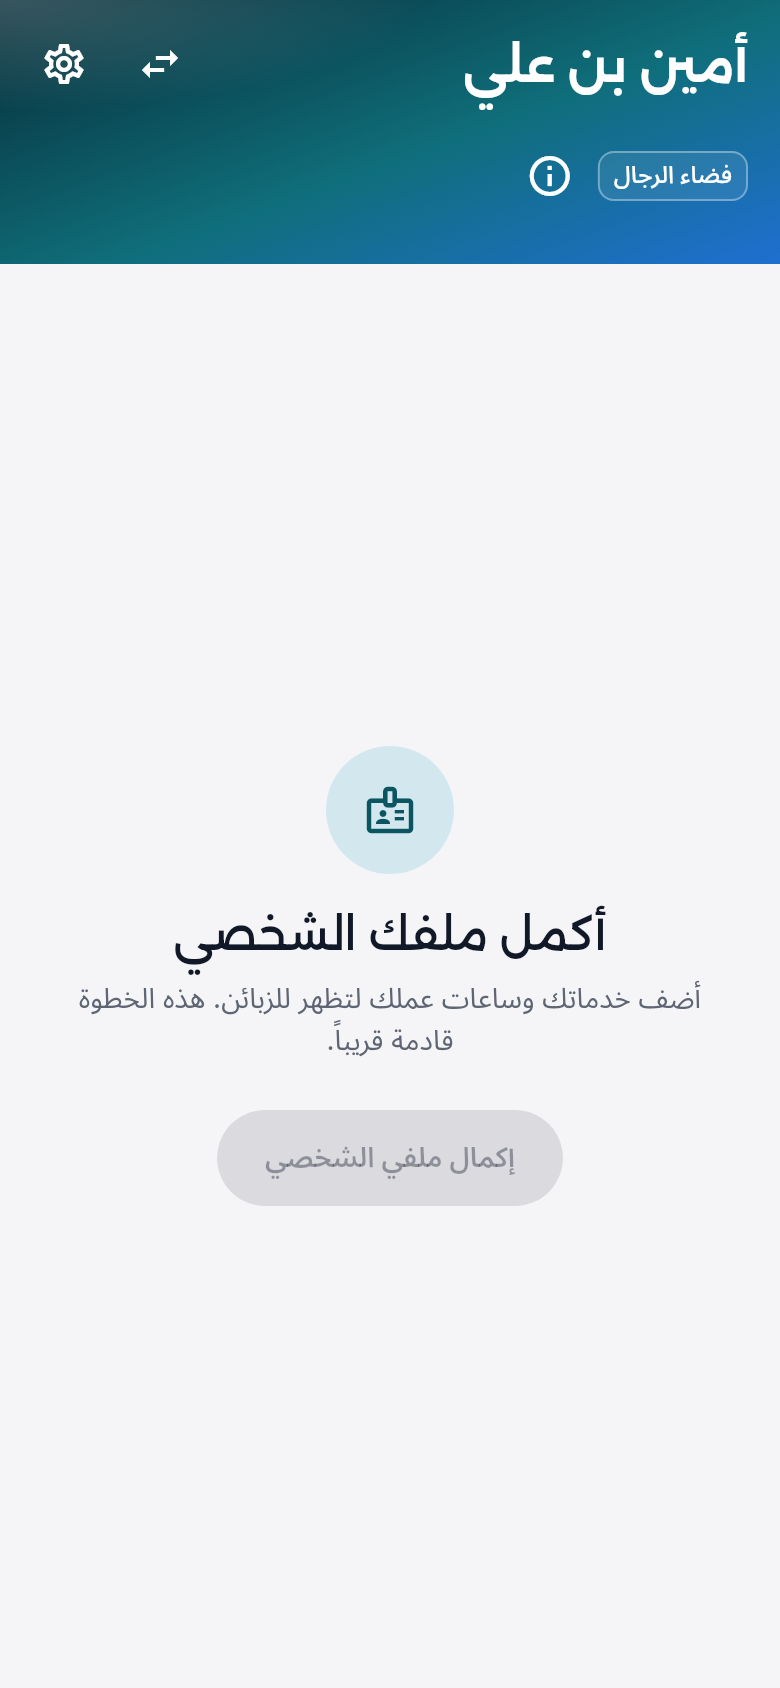 أمين بن علي
فضاء الرجال
أكمل ملفك الشخصي
أضف خدماتك وساعات عملك لتظهر للزبائن. هذه الخطوة
قادمة قريباً.
إكمال ملفي الشخصي